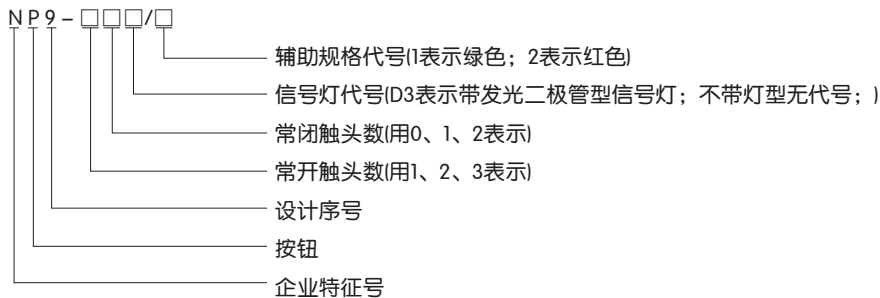 NP9-□□□/□
辅助规格代号(1表示绿色；2表示红色)
信号灯代号(D3表示带发光二极管型信号灯；不带灯型无代号；)
常闭触头数(用0、1、2表示)
常开触头数(用1、2、3表示)
设计序号
按钮
企业特征号